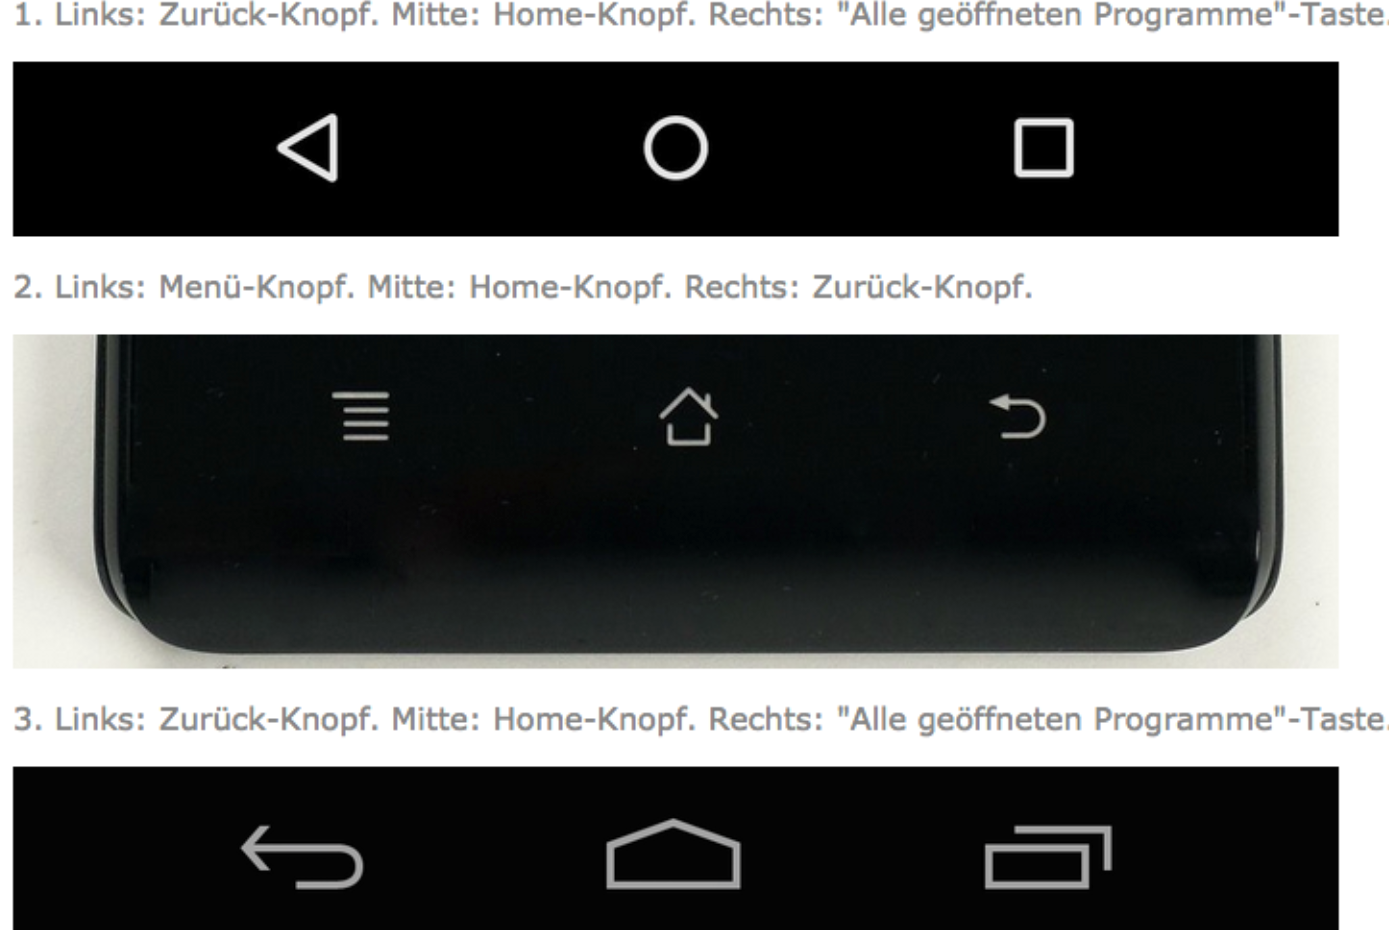 1. Links: Zurück-Knopf. Mitte: Home-Knopf. Rechts: "Alle geöffneten Programme"-Taste.
2. Links: Menü-Knopf. Mitte: Home-Knopf. Rechts: Zurück-Knopf.
3. Links: Zurück-Knopf. Mitte: Home-Knopf. Rechts: "Alle geöffneten Programme"-Taste.